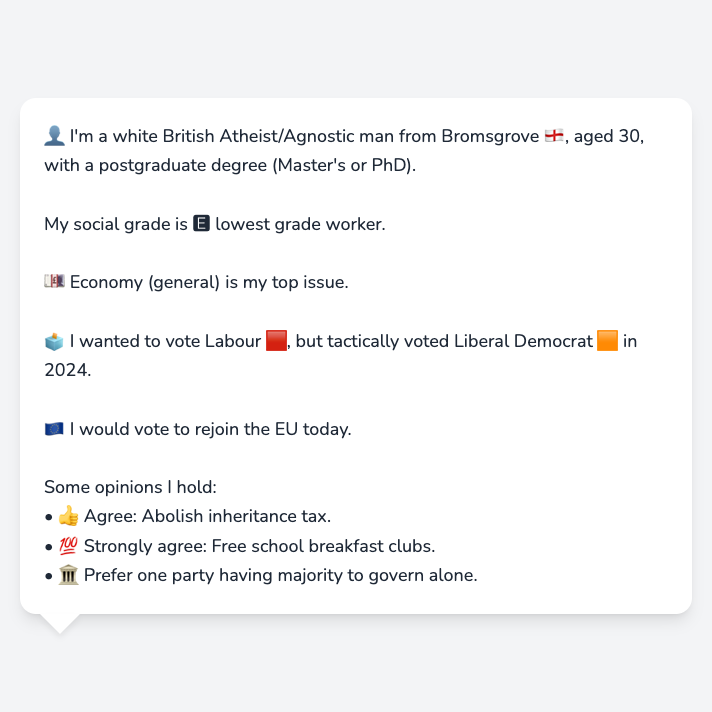 👤 I'm a white British Atheist/Agnostic man from Bromsgrove 🏴󠁧󠁢󠁥󠁮󠁧󠁿, aged 30,
with a postgraduate degree (Master's or PhD).
My social grade is 🅴 lowest grade worker.
💷 Economy (general) is my top issue.
🗳️ I wanted to vote Labour 🟥, but tactically voted Liberal Democrat 🟧 in
2024.
🇪🇺 I would vote to rejoin the EU today.
Some opinions I hold:
• 👍 Agree: Abolish inheritance tax.
• 💯 Strongly agree: Free school breakfast clubs.
• 🏛️ Prefer one party having majority to govern alone.